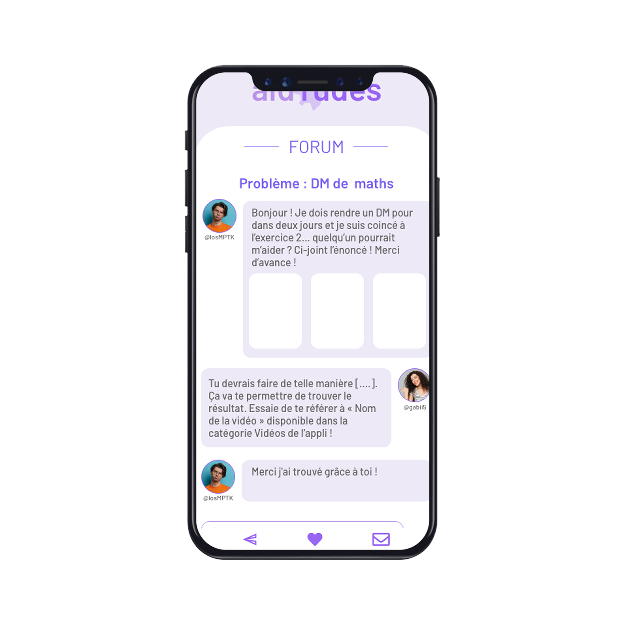 aidYudes
FORUM
Problème : DM de maths
Bonjour ! Je dois rendre un DM pour
dans deux jours et je suis coincé à
l'exercice 2... quelqu'un pourrait
m'aider ? Ci-joint l'énoncé ! Merci
d'avance !
@losMPTK
Tu devrais faire de telle manière [....].
Ça va te permettre de trouver le
résultat. Essaie de te référer à « Nom
de la vidéo » disponible dans la
catégorie Vidéos de l'appli !
@gabifij
Merci j'ai trouvé grâce à toi !
@losMPTK